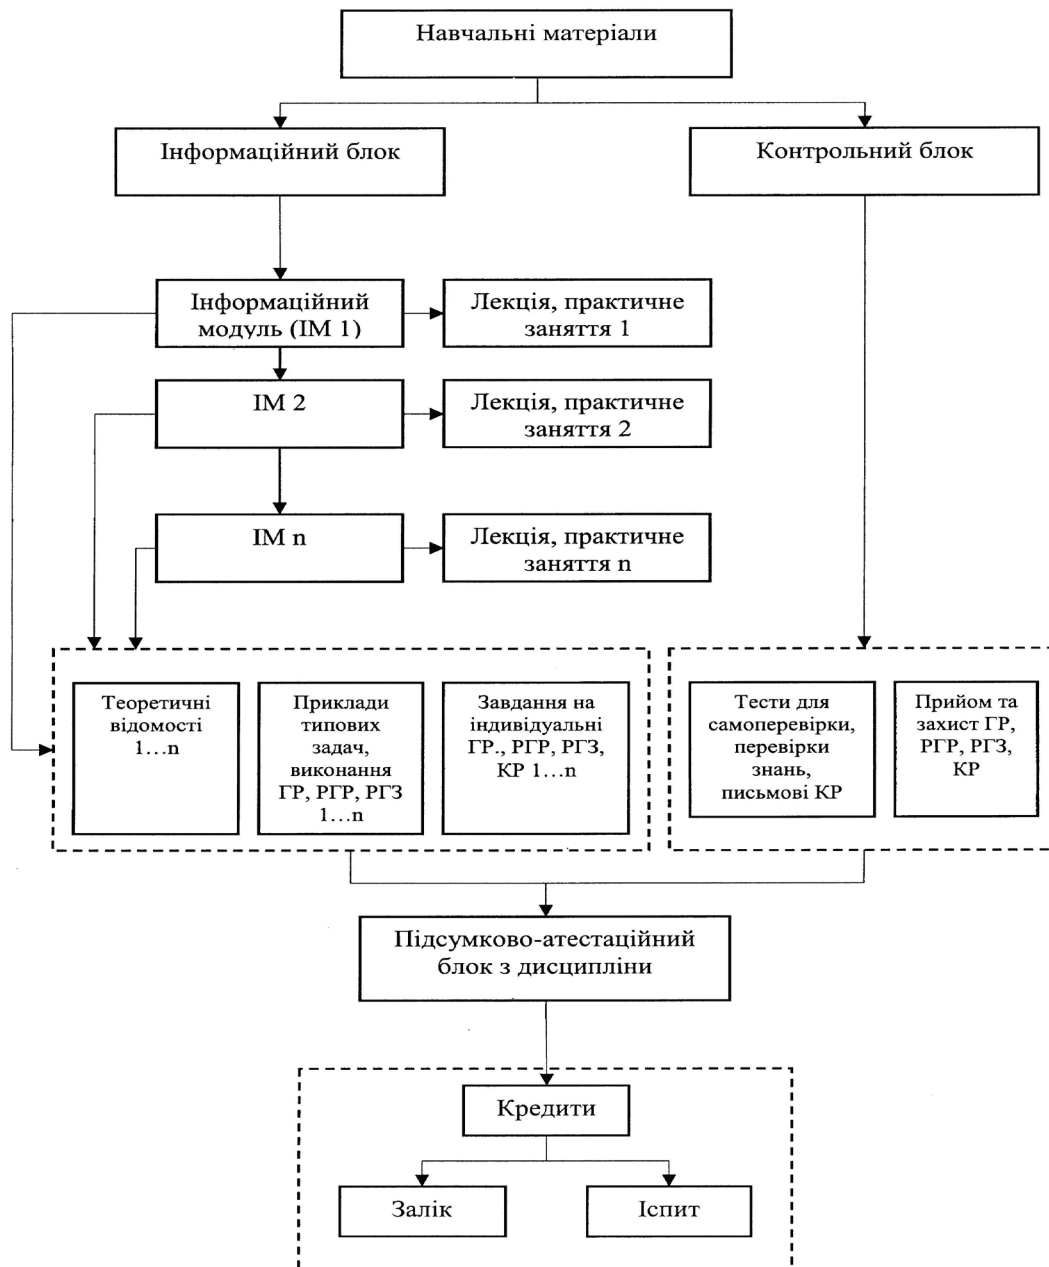 Навчальні матеріали
Інформаційний блок
Контрольний блок
Інформаційний
модуль (ІМ 1)
Лекція, практичне
заняття 1
ІМ 2
Лекція, практичне
заняття 2
ІМ n
Лекція, практичне
заняття n
Теоретичні
відомості
1...n
Приклади
типових
задач,
виконання
ГР, РГР, РГЗ
1...n
Завдання на
індивідуальні
ГР., РГР, РГЗ,
КР 1...n
Тести для
самоперевірки,
перевірки
знань,
письмові КР
Прийом та
захист ГР,
РГР, РГЗ,
КР
Підсумково-атестаційний
блок з дисципліни
Кредити
Залік
Іспит